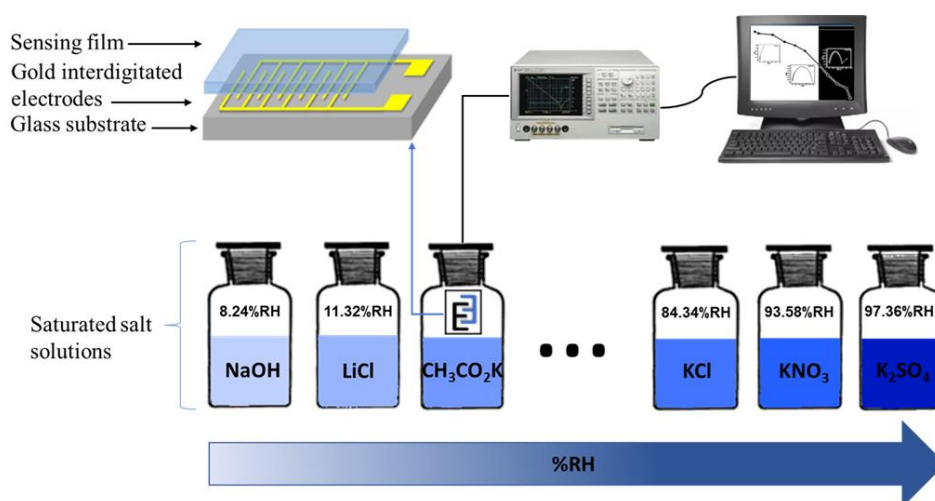 Sensing film
Gold interdigitated
electrodes
Glass substrate
Saturated salt
solutions
8.24%RH
11.32%RH
84.34%RH
93.58%RH
97.36%RH
NaOH
LiCl
CH₃CO₂K
KCl
KNO₃
K₂SO₄
%RH